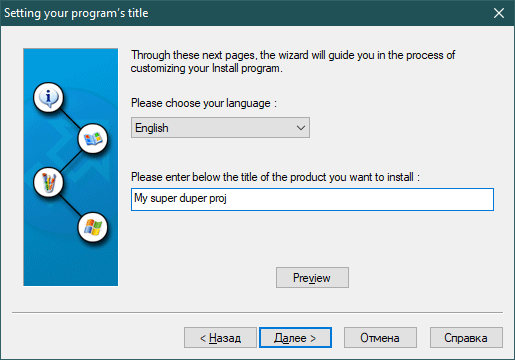 Setting your program's title
Through these next pages, the wizard will guide you in the process of
customizing your Install program.
Please choose your language :
English
Please enter below the title of the product you want to install :
My super duper proj
Preview
< Назад
Далее >
Отмена
Справка